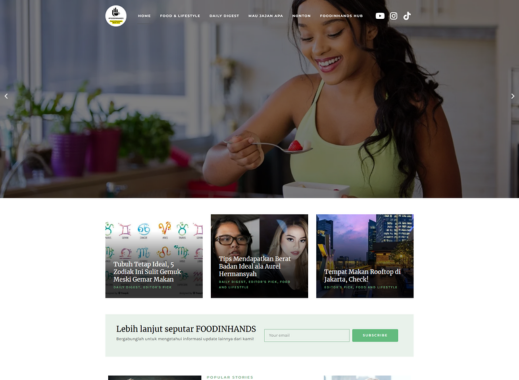 FOODINHANDS
HOME FOOD & LIFESTYLE DAILY DIGEST MAU JAJAN APA NONTON FOODINHANDS HUB
Tubuh Tetap Ideal, 5
Zodiak Ini Sulit Gemuk
Meski Gemar Makan
DAILY DIGEST, EDITOR'S PICK
Tips Mendapatkan Berat
Badan Ideal ala Aurel
Hermansyah
DAILY DIGEST, EDITOR'S PICK, FOOD
AND LIFESTYLE
Tempat Makan Rooftop di
Jakarta, Check!
EDITOR'S PICK, FOOD AND LIFESTYLE
Lebih lanjut seputar FOODINHANDS
Bergabunglah untuk mengetahui informasi update lainnya dari kami!
Your email
SUBSCRIBE
POPULAR STORIES